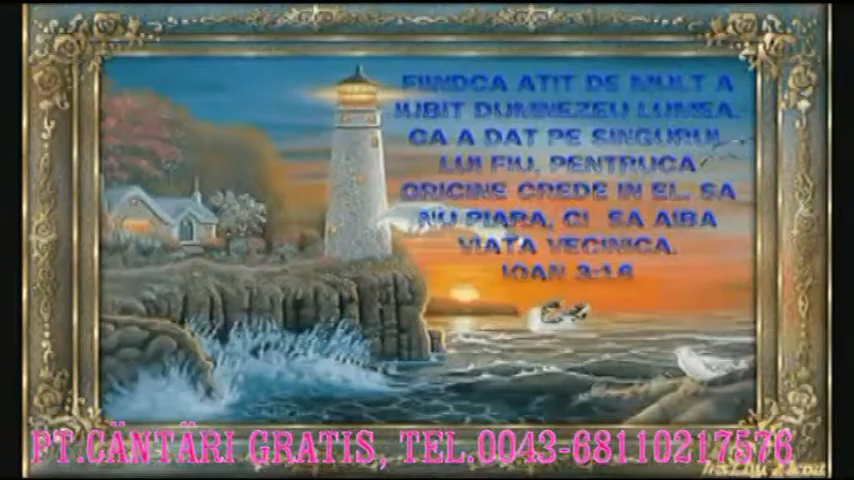 FIINDCA ATIT DE MULT A
IUBIT DUMNEZEU LUMEA.
CA A DAT PE SINGURUL
LUI FIU, PENTRUCA
ORICINE CREDE IN EL. SA
NU PIARA, CI SA AIBA
VIATA VECINICA.
IOAN 3:16
PT.CÄNTÄRI GRATIS, TEL.0043-68110217576